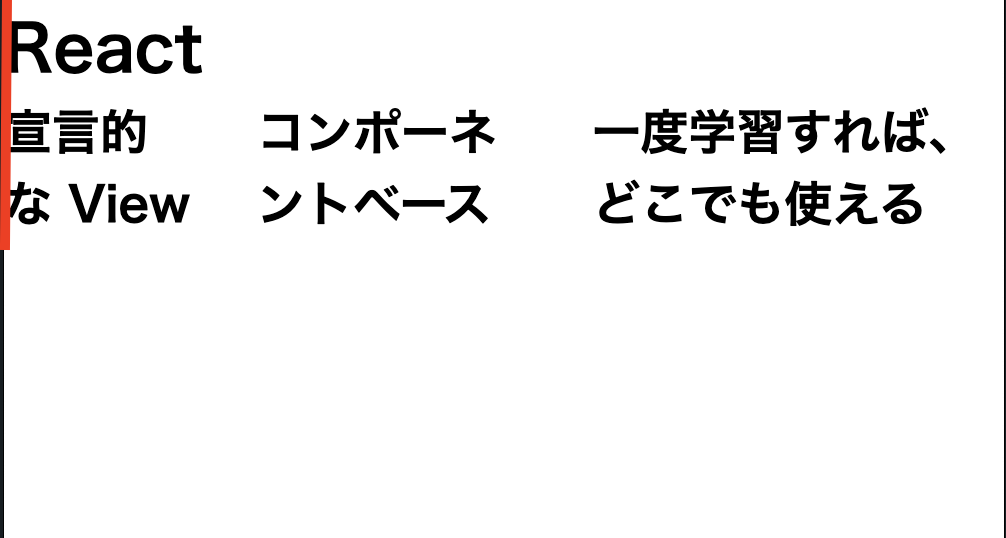 React
宣言的
な View
コンポーネ
ントベース
一度学習すれば、
どこでも使える